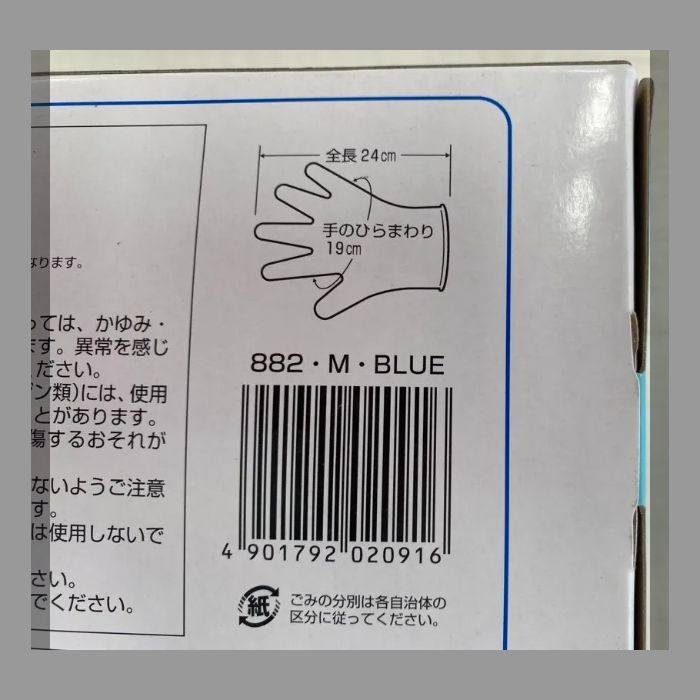 なります。
っては、かゆみ・
ます。異常を感じ
ください。
ン類)には、使用
とがあります。
傷するおそれが
ないようご注意
す。
は使用しないで
さい。
でください。
全長24cm
手のひらまわり
19cm
882・M・BLUE
4 901792 020916
紙
ごみの分別は各自治体の
区分に従ってください。